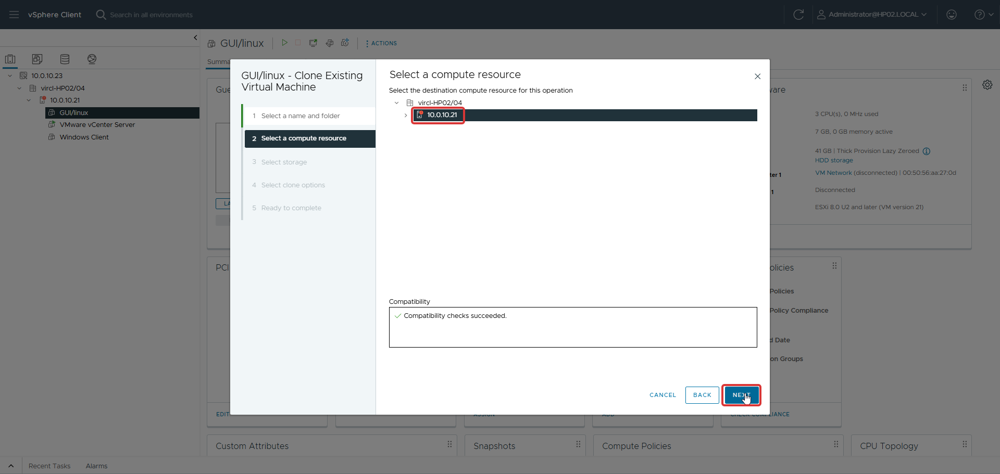 vSphere Client
Search in all environments
Administrator@HP02.LOCAL
GUI/linux
ACTIONS
10.0.10.23
vircl-HP02/04
10.0.10.21
GUI/linux
VMware vCenter Server
Windows Client
Summa
Gue
LA
PCI
EDIT
GUI/linux - Clone Existing
Virtual Machine
1 Select a name and folder
2 Select a compute resource
3 Select storage
4 Select clone options
5 Ready to complete
Select a compute resource
Select the destination compute resource for this operation
vircl-HP02/04
10.0.10.21
Compatibility
Compatibility checks succeeded.
CANCEL
BACK
NEXT
ware
3 CPU(s), 0 MHz used
7 GB, 0 GB memory active
41 GB | Thick Provision Lazy Zeroed
HDD storage
ter 1
VM Network (disconnected) | 00:50:56:aa:27:0d
1
Disconnected
ESXi 8.0 U2 and later (VM version 21)
olicies
Policies
Policy Compliance
d Date
on Groups
ASSIGN
ADD
CHECK COMPLIANCE
Custom Attributes
Snapshots
Compute Policies
CPU Topology
Recent Tasks
Alarms